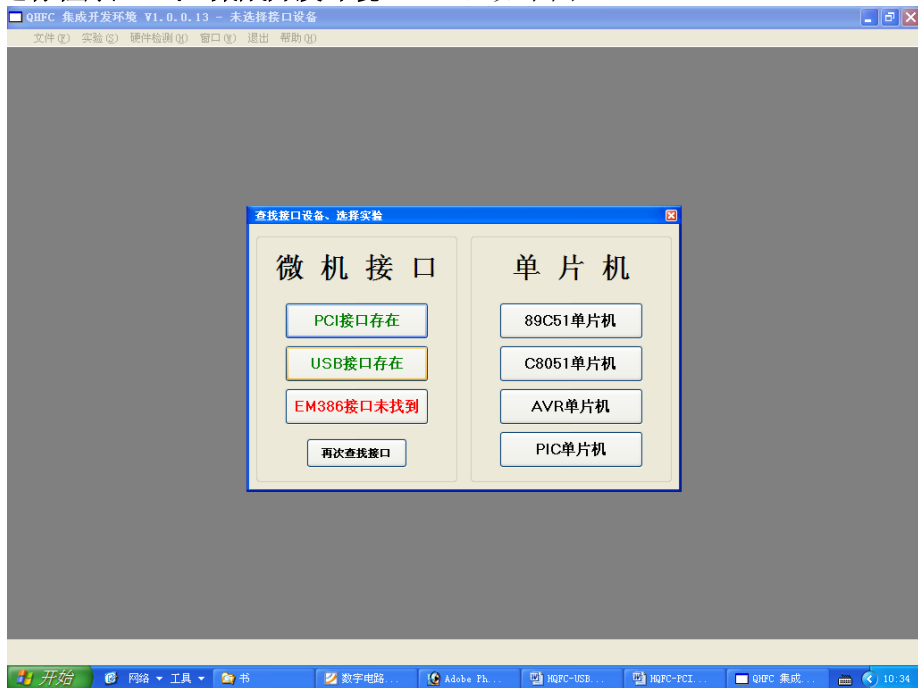 QHFC 集成开发环境 V1.0.0.13 - 未选择接口设备
文件(F) 实验(S) 硬件检测(H) 窗口(W) 退出 帮助(H)
查找接口设备、选择实验
微 机 接 口
PCI接口存在
USB接口存在
EM386接口未找到
再次查找接口
单 片 机
89C51单片机
C8051单片机
AVR单片机
PIC单片机
开始 网络 工具 书 数字电路... Adobe Ph... HQFC-USB... HQFC-PCI... QHFC 集成... 10:34